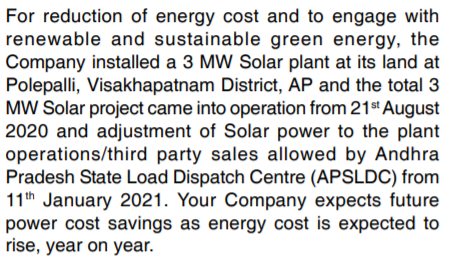 For reduction of energy cost and to engage with
renewable and sustainable green energy, the
Company installed a 3 MW Solar plant at its land at
Polepalli, Visakhapatnam District, AP and the total 3
MW Solar project came into operation from 21st August
2020 and adjustment of Solar power to the plant
operations/third party sales allowed by Andhra
Pradesh State Load Dispatch Centre (APSLDC) from
11th January 2021. Your Company expects future
power cost savings as energy cost is expected to
rise, year on year.